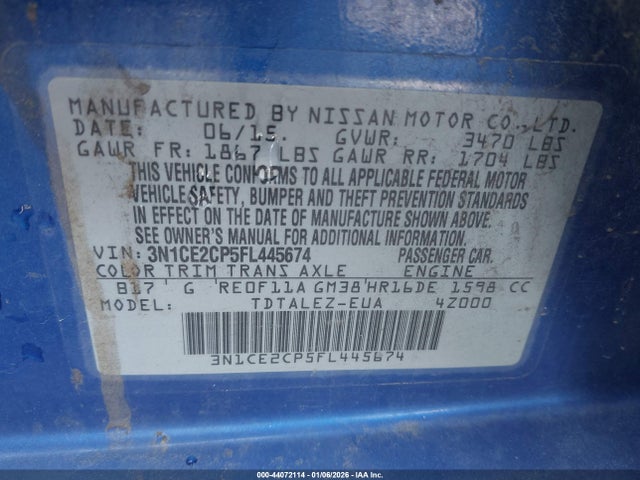 MANUFACTURED BY NISSAN MOTOR CO., LTD.
DATE: 06/15. GVWR: 3470 LBS
GAWR FR: 1867 LBS GAWR RR: 1704 LBS
THIS VEHICLE CONFORMS TO ALL APPLICABLE FEDERAL MOTOR
VEHICLE SAFETY, BUMPER AND THEFT PREVENTION STANDARDS
IN EFFECT ON THE DATE OF MANUFACTURE SHOWN ABOVE.
SEE OWNER'S MANUAL FOR ADDITIONAL INFORMATION.
VIN: 3N1CE2CP5FL445674 PASSENGER CAR.
COLOR TRIM TRANS AXLE ENGINE
B17 G RE0F11A GM38 HR16DE 1598 CC
MODEL: TDTALEZ-EUA 4Z000
3N1CE2CP5FL445674
000-44072114 | 01/06/2026 | IAA Inc.